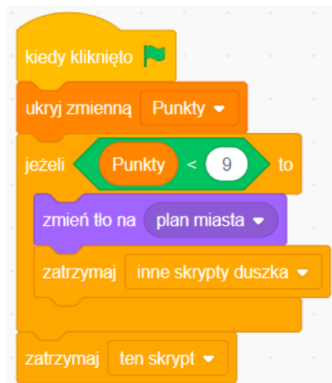 kiedy kliknięto
ukryj zmienną Punkty
jeżeli Punkty < 9 to
zmień tło na plan miasta
zatrzymaj inne skrypty duszka
zatrzymaj ten skrypt